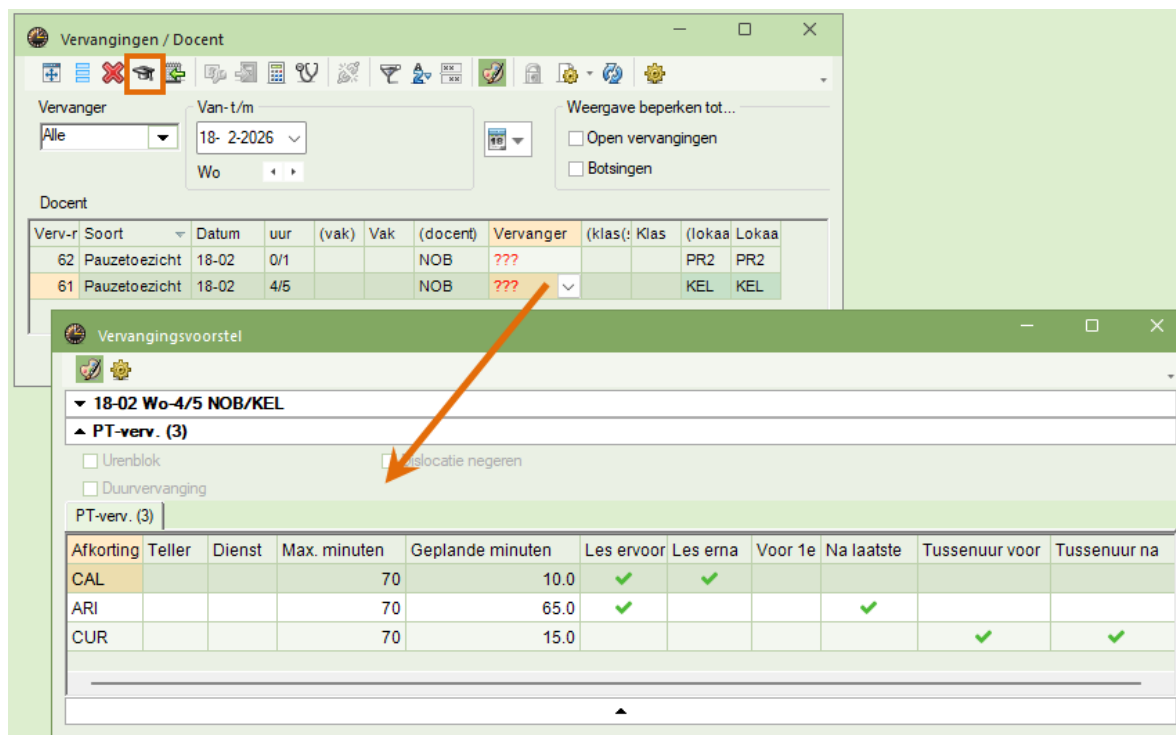 Vervangingen / Docent
Vervanger Van-t/m Weergave beperken tot...
Alle 18- 2-2026 Open vervangingen
Wo Botsingen
Docent
Verv-r Soort Datum uur (vak) Vak (docent) Vervanger (klas(: Klas (lokaa Lokaa
62 Pauzetoezicht 18-02 0/1 NOB ??? PR2 PR2
61 Pauzetoezicht 18-02 4/5 NOB ??? KEL KEL
Vervangingsvoorstel
18-02 Wo-4/5 NOB/KEL
PT-verv. (3)
Urenblok Dislocatie negeren
Duurvervanging
PT-verv. (3)
Afkorting Teller Dienst Max. minuten Geplande minuten Les ervoor Les erna Voor 1e Na laatste Tussenuur voor Tussenuur na
CAL 70 10.0
ARI 70 65.0
CUR 70 15.0